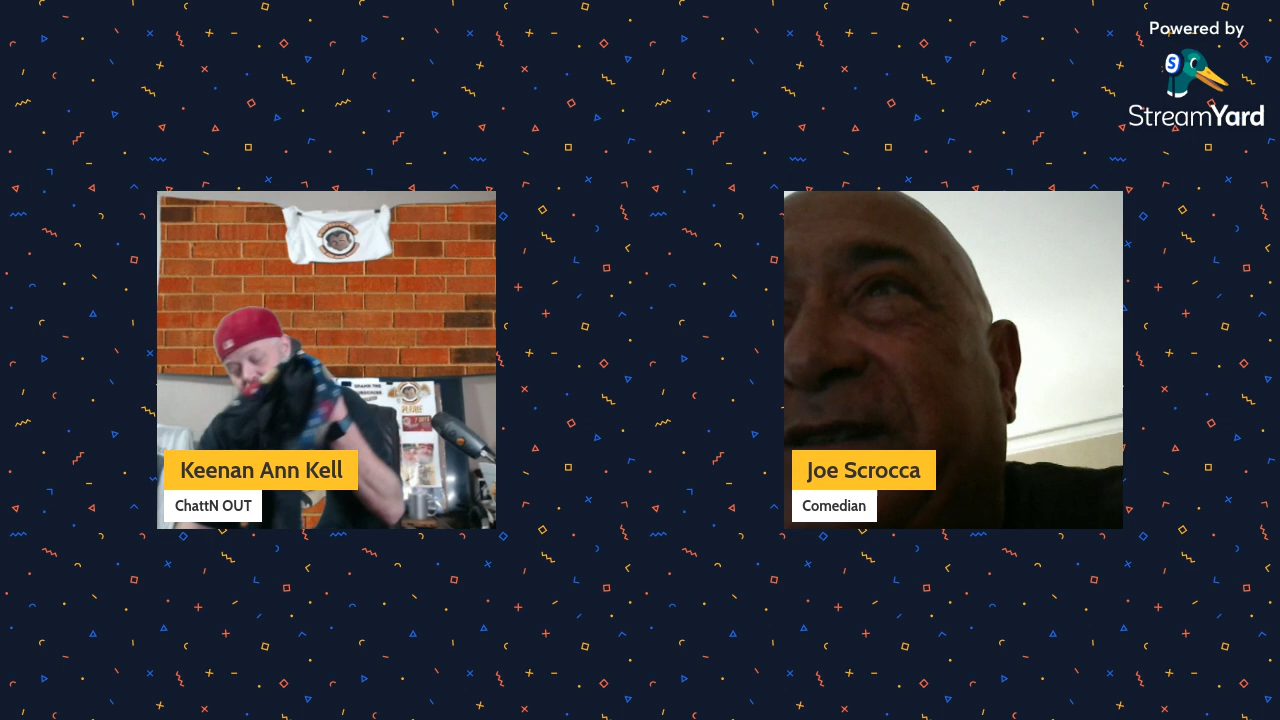 Powered by
S
StreamYard
Keenan Ann Kell
ChattN OUT
Joe Scrocca
Comedian